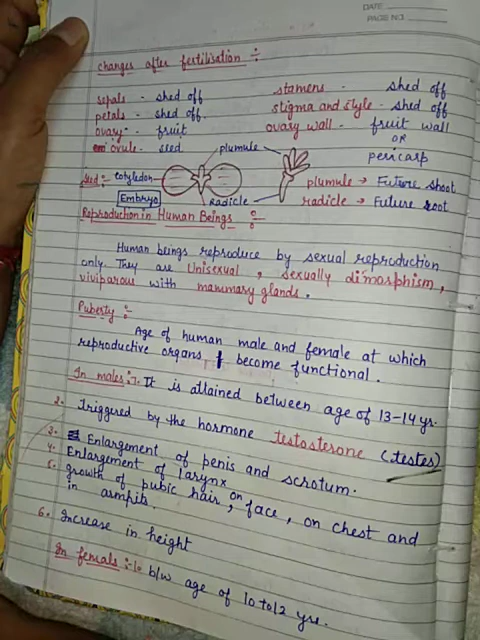 DATE
PAGE NO.
Changes after fertilisation :-
sepals - shed off    stamens - shed off
petals - shed off    stigma and style - shed off
ovary - fruit    ovary wall - fruit wall
ovule - seed    OR
pericarp
plumule
Seed:- cotyledon    plumule → Future shoot
Embryo    Radicle    radicle → Future root
Reproduction in Human Beings :-
Human beings reproduce by sexual reproduction
only. They are Unisexual, sexually dimorphism,
viviparous with mammary glands.
Puberty :-
Age of human male and female at which
reproductive organs become functional.
In males :- 1. It is attained between age of 13-14 yr.
2. Triggered by the hormone testosterone (testes)
3. Enlargement of penis and scrotum.
4. Enlargement of larynx
5. growth of pubic hair, on face, on chest and
in armpits.
6. Increase in height
In females :- 1. b/w age of 10 to 12 yrs.